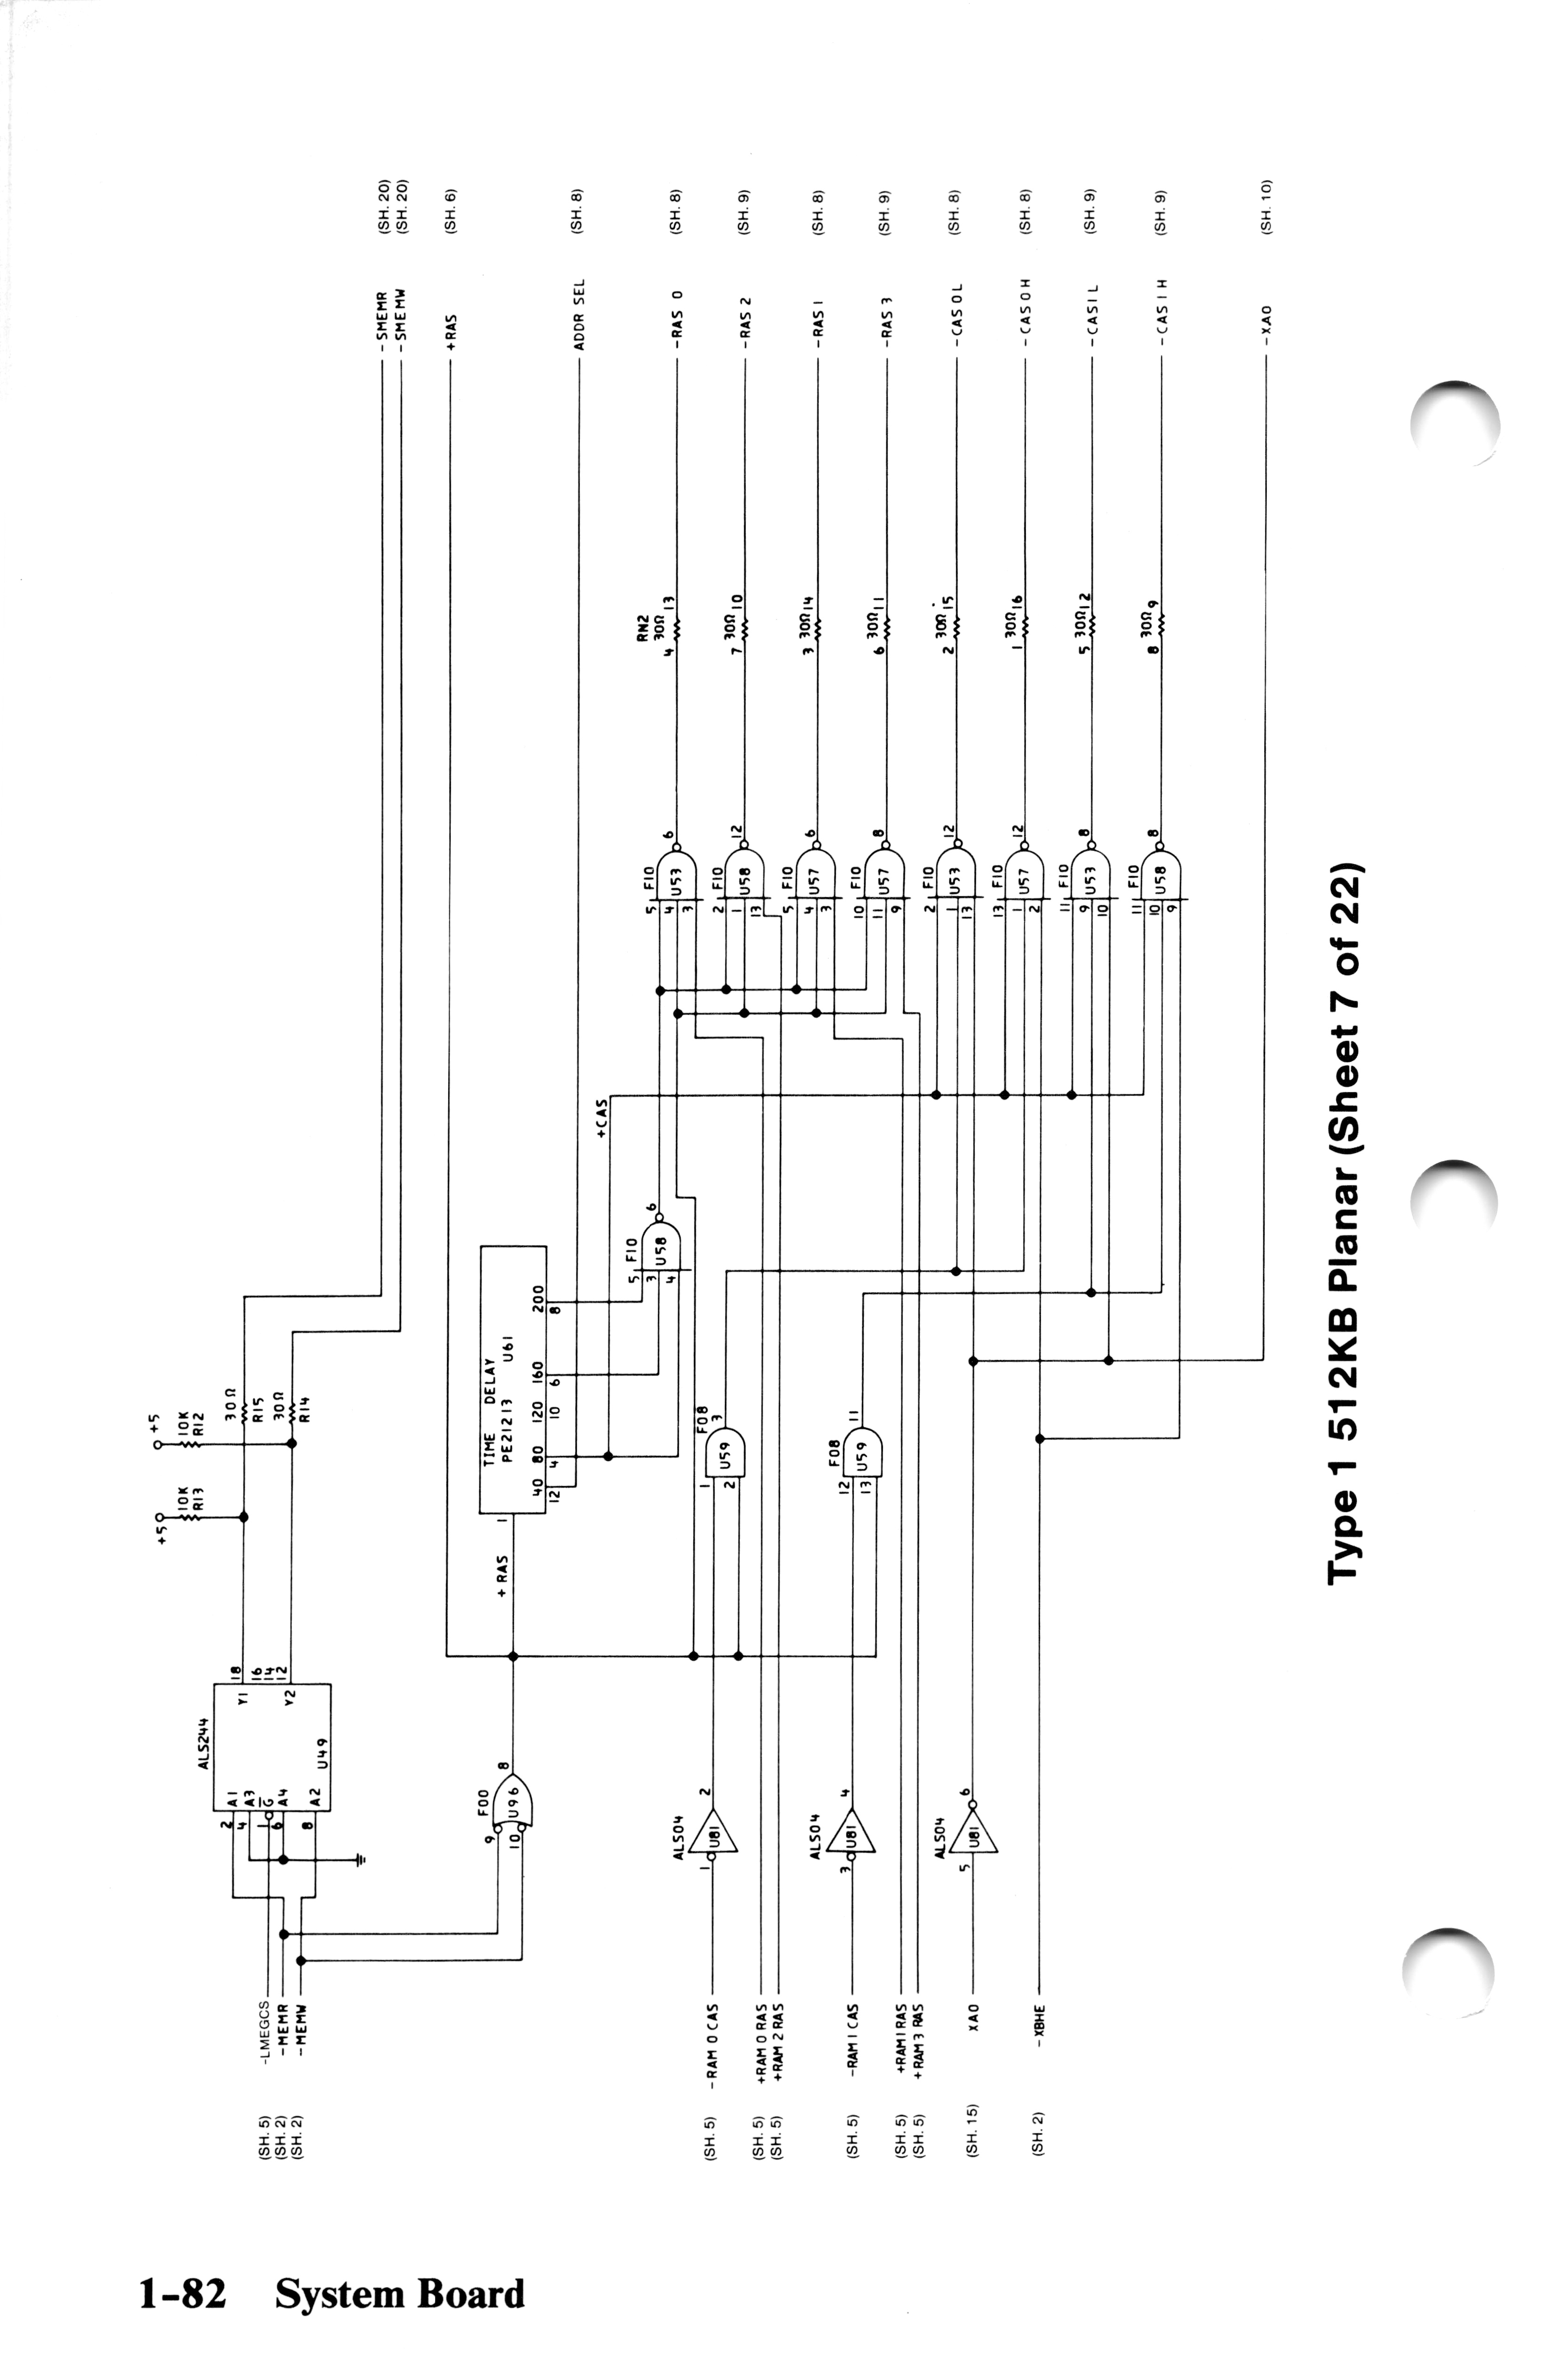 (SH. 5) -LMEGCS
(SH. 2) -MEMR
(SH. 2) -MEMW
ALS244
2 A1
4 A3
1 G
6 A4
8 A2
U49
Y1 18
16
14
Y2 12
+5 10K R13
+5 10K R12
30Ω R15
30Ω R14
-SMEMR (SH. 20)
-SMEMW (SH. 20)
+RAS (SH. 6)
9
10
F00
U96
8
+RAS
1
TIME DELAY
PE21213 U61
40 80 120 160 200
12 4 10 6 8
ADDR SEL (SH. 8)
+CAS
F10
5
3
4
U58
6
F10
5
4
3
U53
6
RN2
4 30Ω 13
-RAS 0 (SH. 8)
F10
2
1
13
U58
12
7 30Ω 10
-RAS 2 (SH. 9)
F10
5
4
3
U57
6
3 30Ω 14
-RAS 1 (SH. 8)
F10
10
11
9
U57
8
6 30Ω 11
-RAS 3 (SH. 9)
F10
2
1
13
U53
12
2 30Ω 15
-CAS 0L (SH. 8)
F10
13
1
2
U57
12
1 30Ω 16
-CAS 0H (SH. 8)
F10
11
9
10
U53
8
5 30Ω 12
-CAS 1L (SH. 9)
F10
11
10
9
U58
8
8 30Ω 9
-CAS 1H (SH. 9)
-XA0 (SH. 10)
(SH. 5) -RAM 0 CAS
1
ALS04
U81
2
1
2
F08
U59
3
(SH. 5) +RAM 0 RAS
(SH. 5) +RAM 2 RAS
(SH. 5) -RAM 1 CAS
3
ALS04
U81
4
12
13
F08
U59
11
(SH. 5) +RAM 1 RAS
(SH. 5) +RAM 3 RAS
(SH. 15) XA0
5
ALS04
U81
6
(SH. 2) -XBHE
Type 1 512KB Planar (Sheet 7 of 22)
1-82 System Board